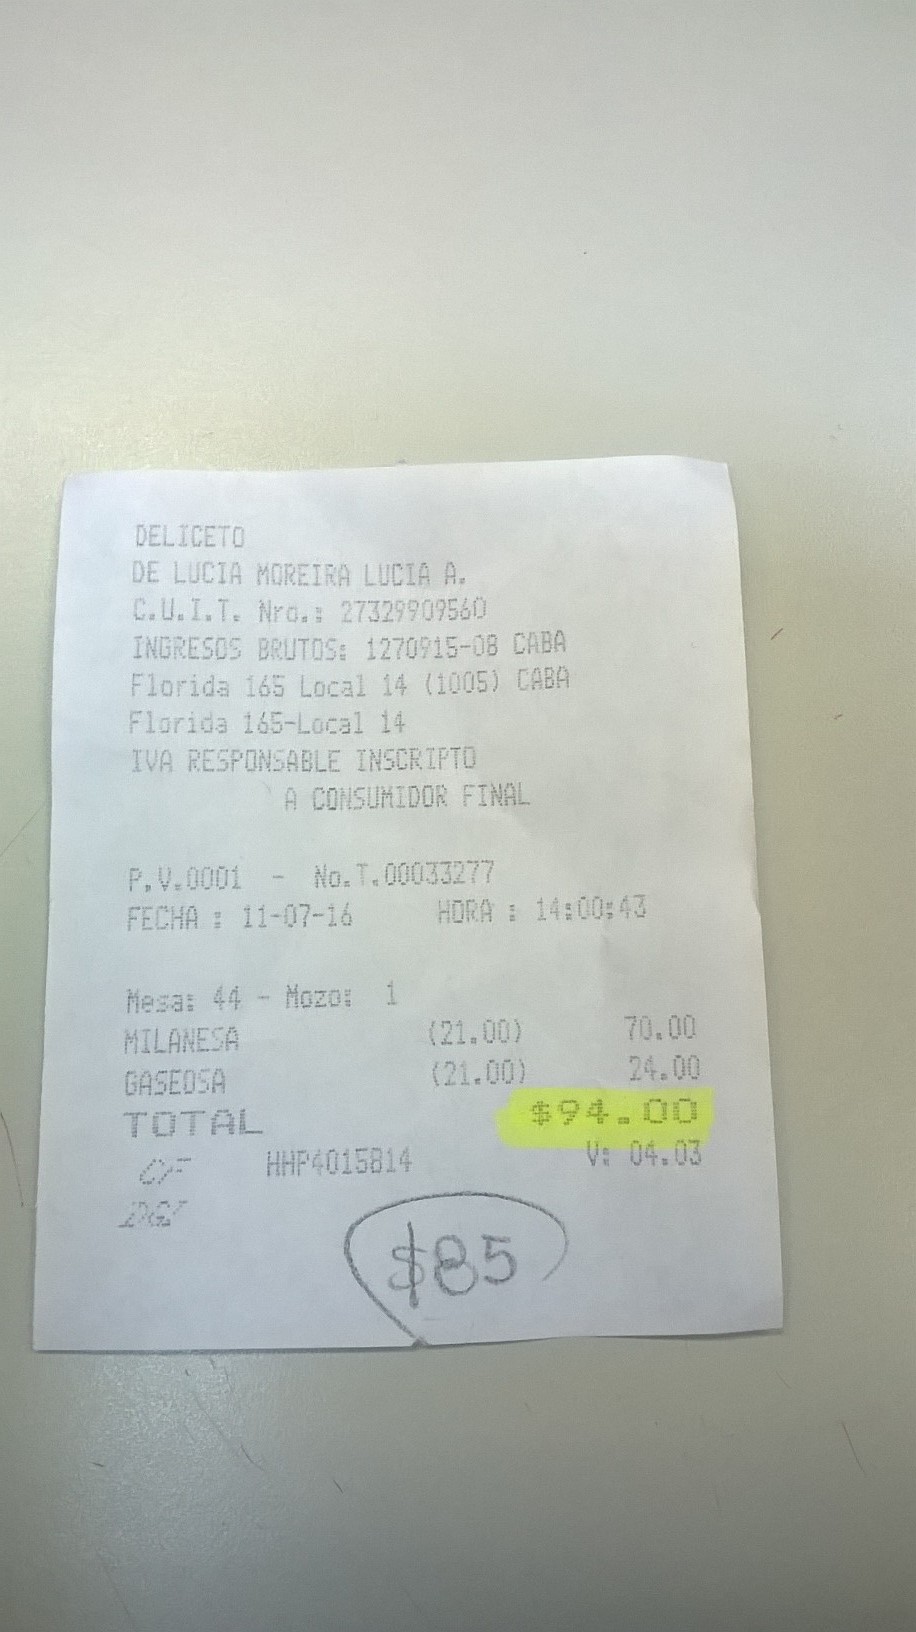 DELICETO
DE LUCIA MOREIRA LUCIA A.
C.U.I.T. Nro.: 27329909560
INGRESOS BRUTOS: 1270915-08 CABA
Florida 165 Local 14 (1005) CABA
Florida 165-Local 14
IVA RESPONSABLE INSCRIPTO
A CONSUMIDOR FINAL
P.V.0001 - No.T.00033277
FECHA : 11-07-16 HORA : 14:00:43
Mesa: 44 - Mozo: 1
MILANESA (21.00) 70.00
GASEOSA (21.00) 24.00
TOTAL $94.00
CF HHP4015814 V: 04.03
DGI
$85